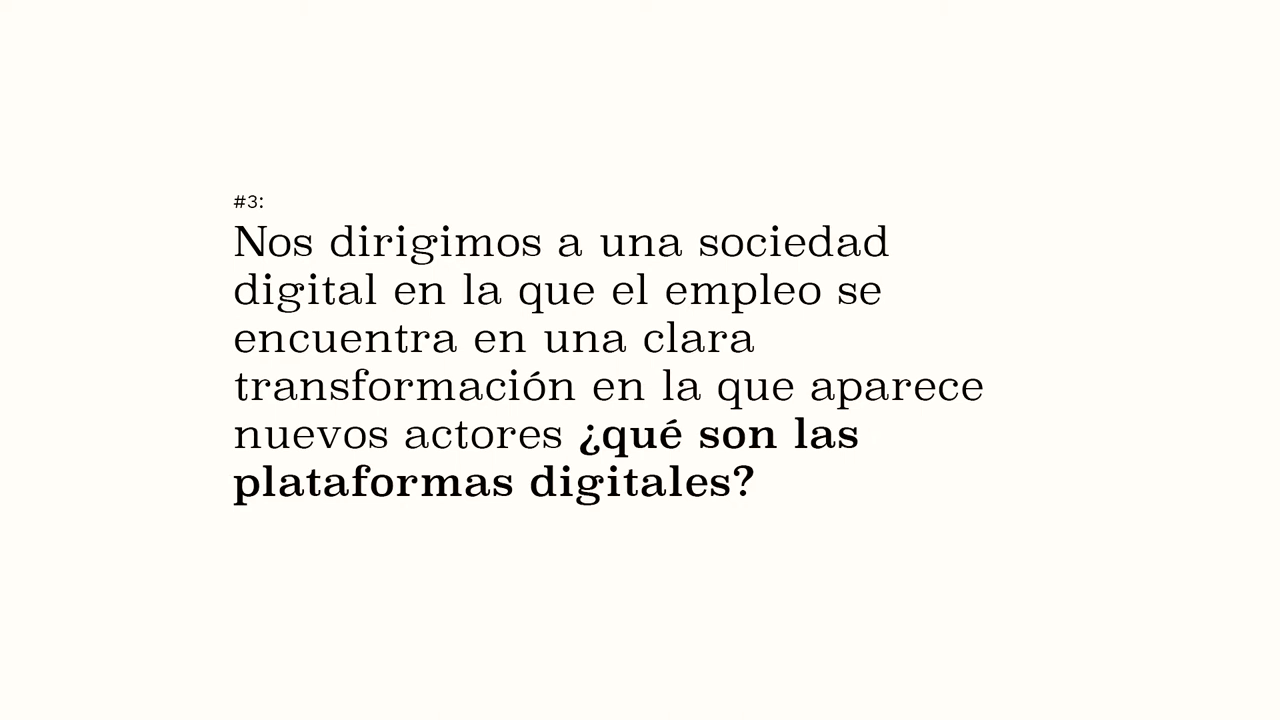 #3:
Nos dirigimos a una sociedad
digital en la que el empleo se
encuentra en una clara
transformación en la que aparece
nuevos actores ¿qué son las
plataformas digitales?